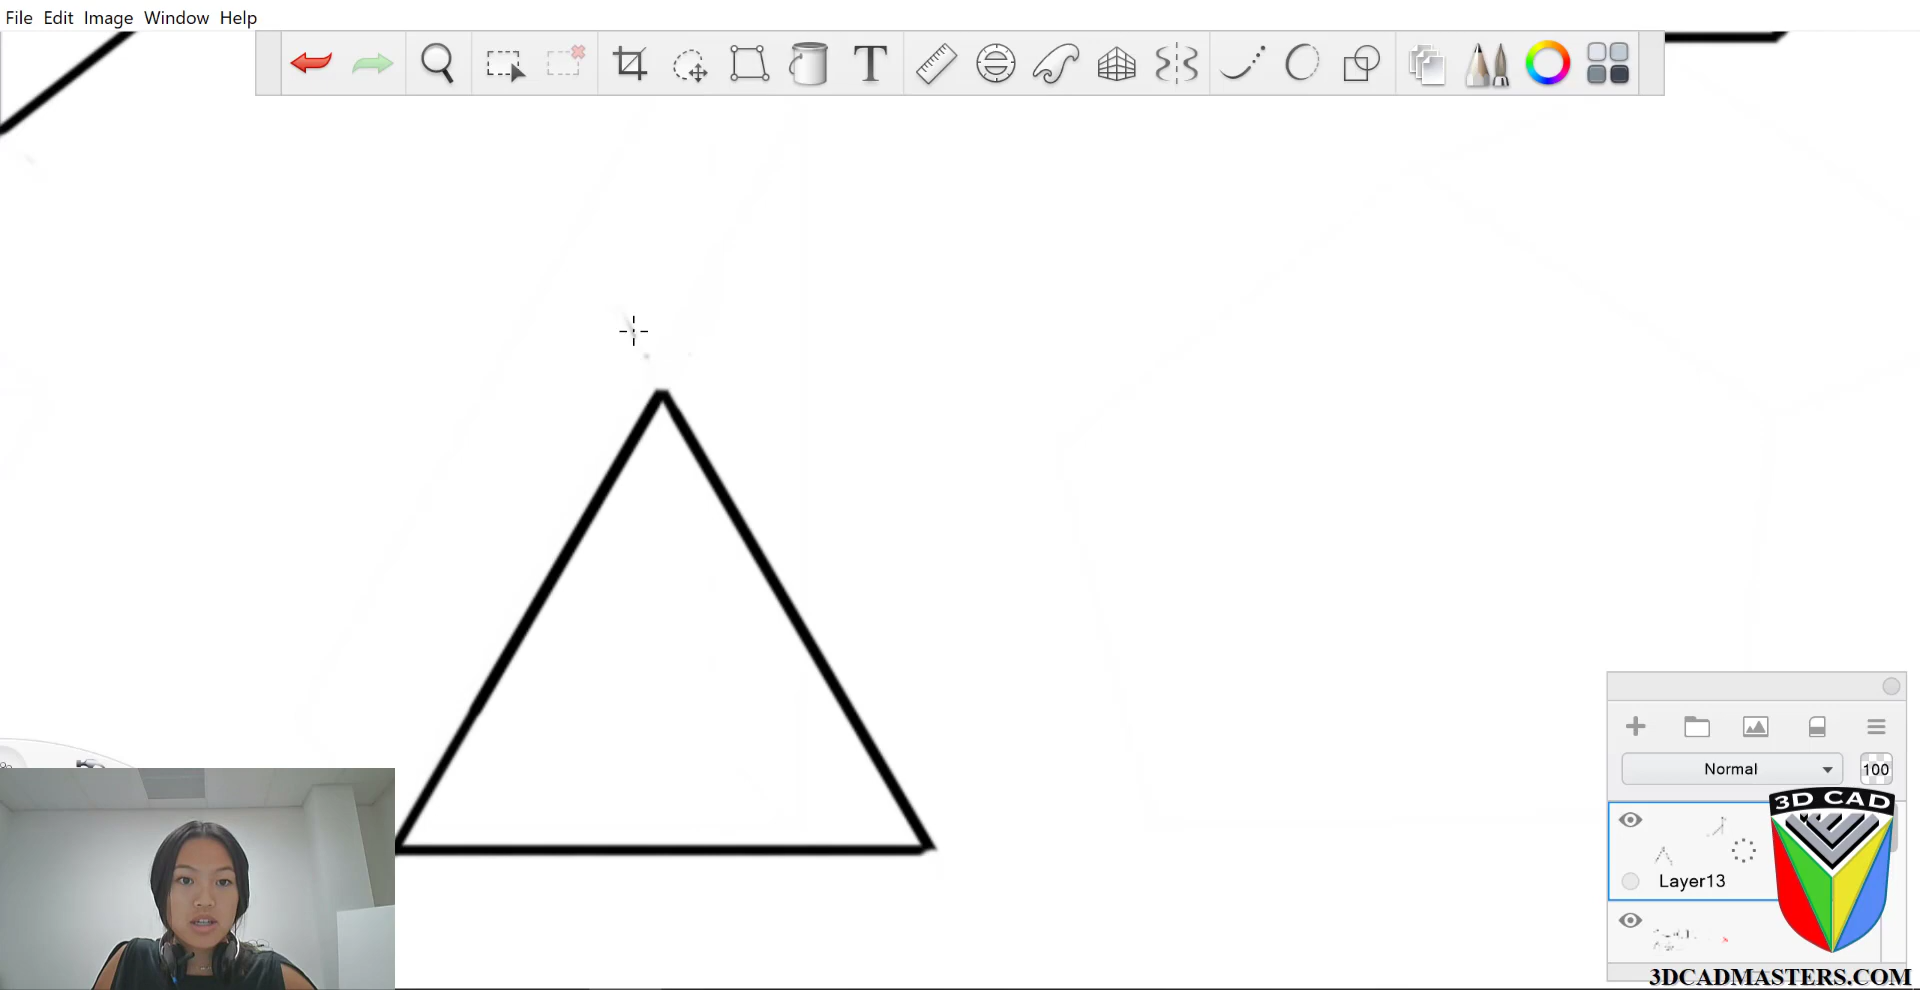 File Edit Image Window Help
T
Normal 100
3D CAD
Layer13
3DCADMASTERS.COM